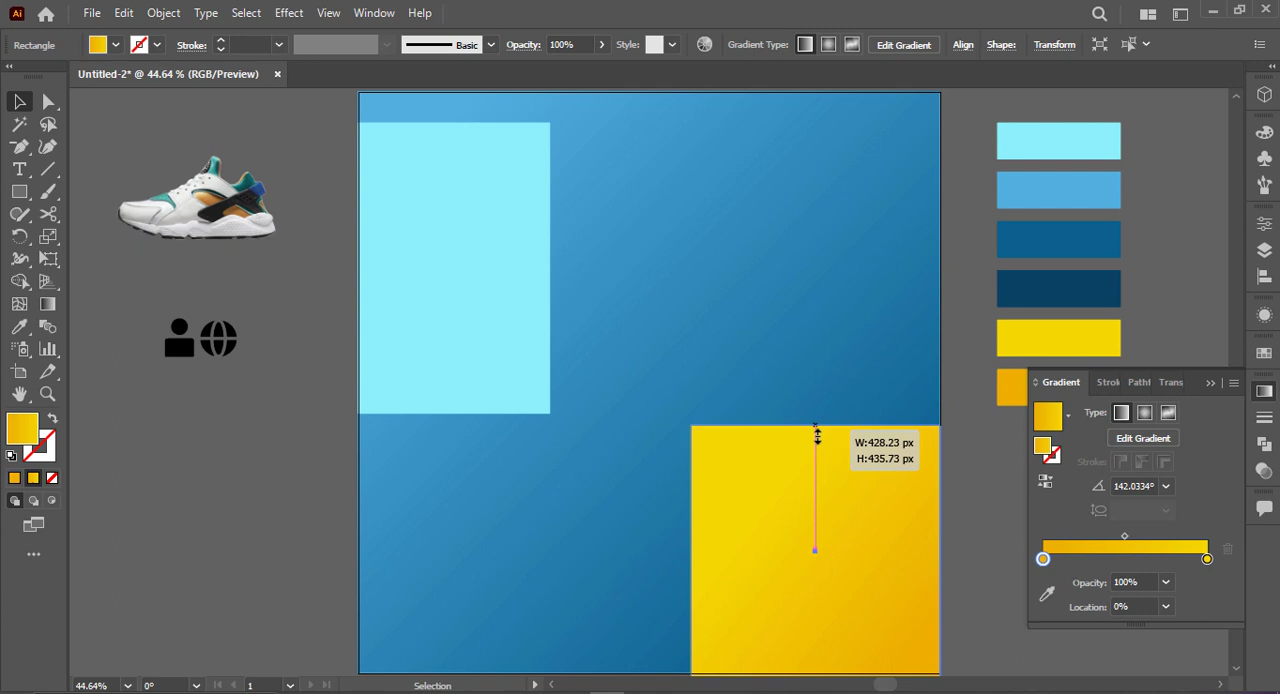 Ai File Edit Object Type Select Effect View Window Help
Rectangle Stroke: Basic Opacity: 100% Style: Gradient Type: Edit Gradient Align Shape: Transform
Untitled-2* @ 44.64 % (RGB/Preview) ×
W:428.23 px
H:435.73 px
Gradient Strok Pathf Trans
Type:
Edit Gradient
Stroke:
142.0334°
Opacity: 100%
Location: 0%
44.64% 0° 1 Selection